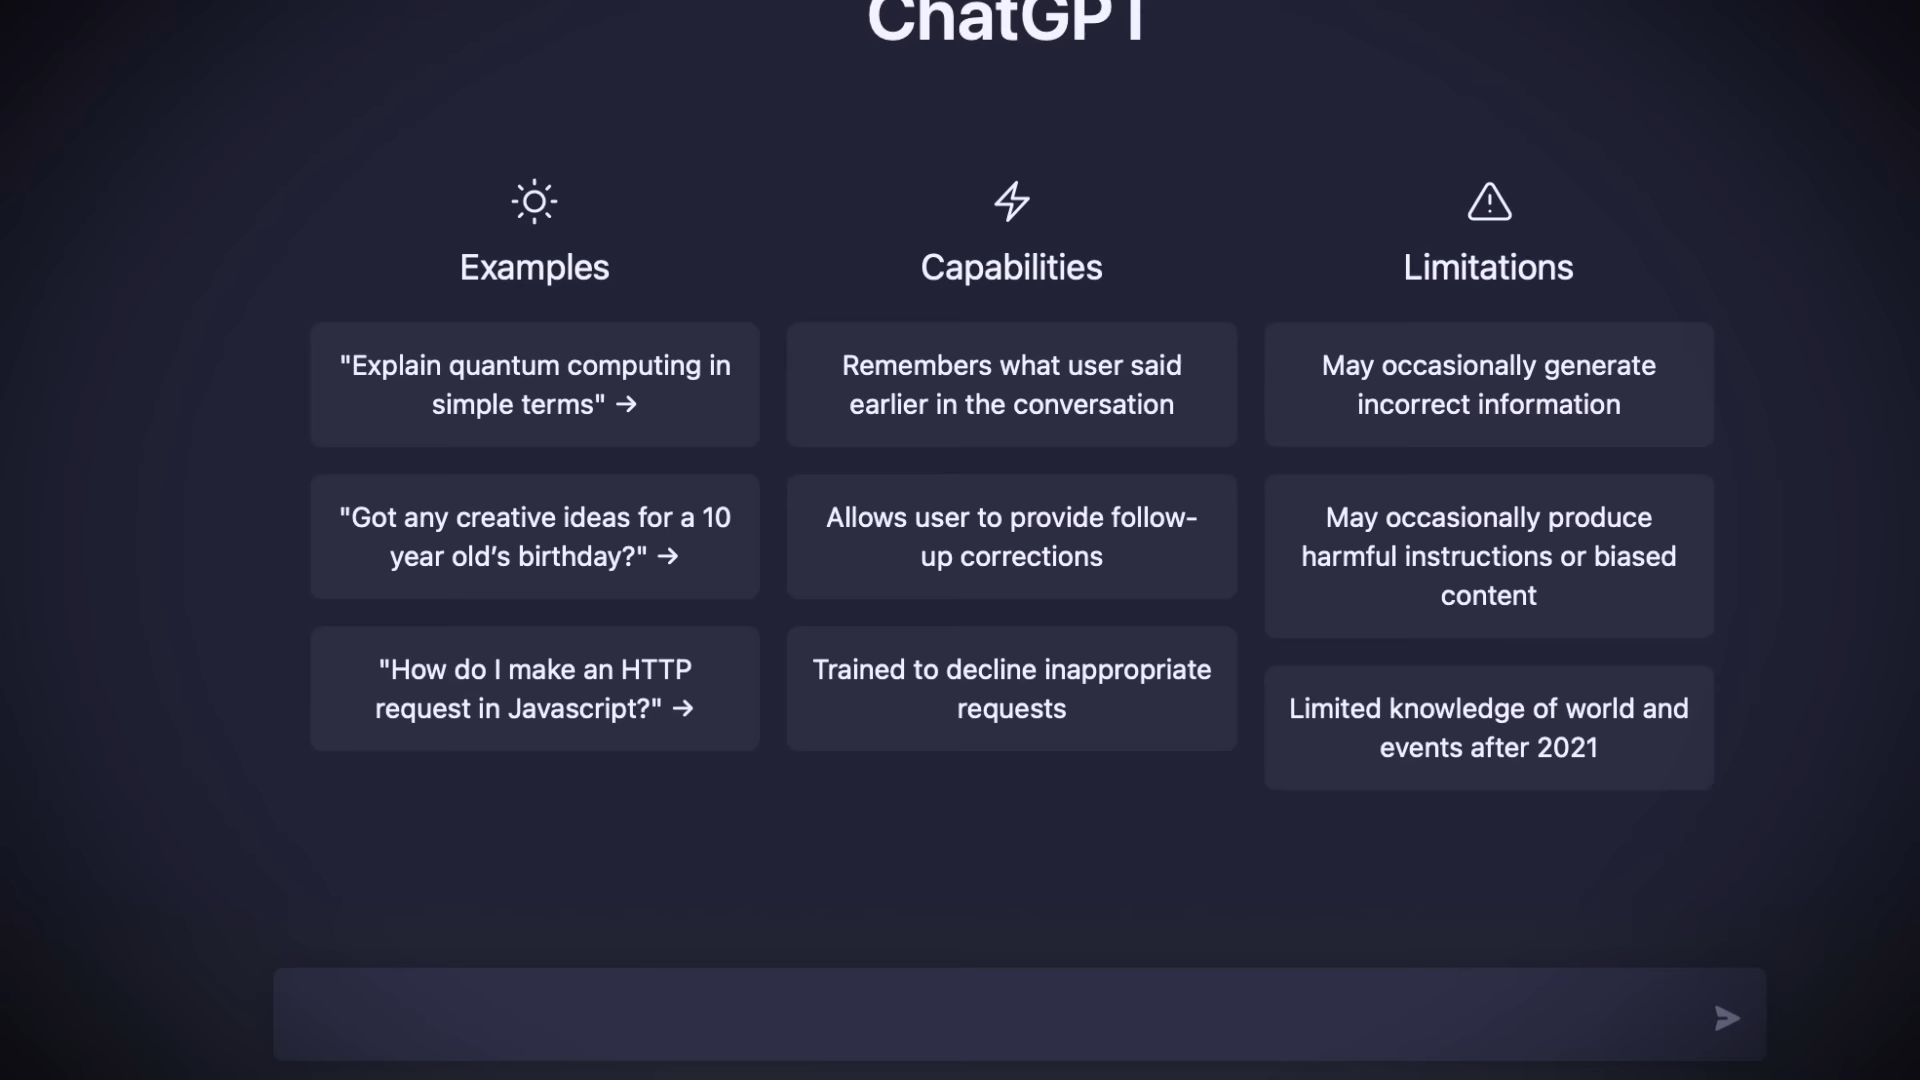 ChatGPT
Examples
"Explain quantum computing in
simple terms" →
"Got any creative ideas for a 10
year old’s birthday?" →
"How do I make an HTTP
request in Javascript?" →
Capabilities
Remembers what user said
earlier in the conversation
Allows user to provide follow-
up corrections
Trained to decline inappropriate
requests
Limitations
May occasionally generate
incorrect information
May occasionally produce
harmful instructions or biased
content
Limited knowledge of world and
events after 2021